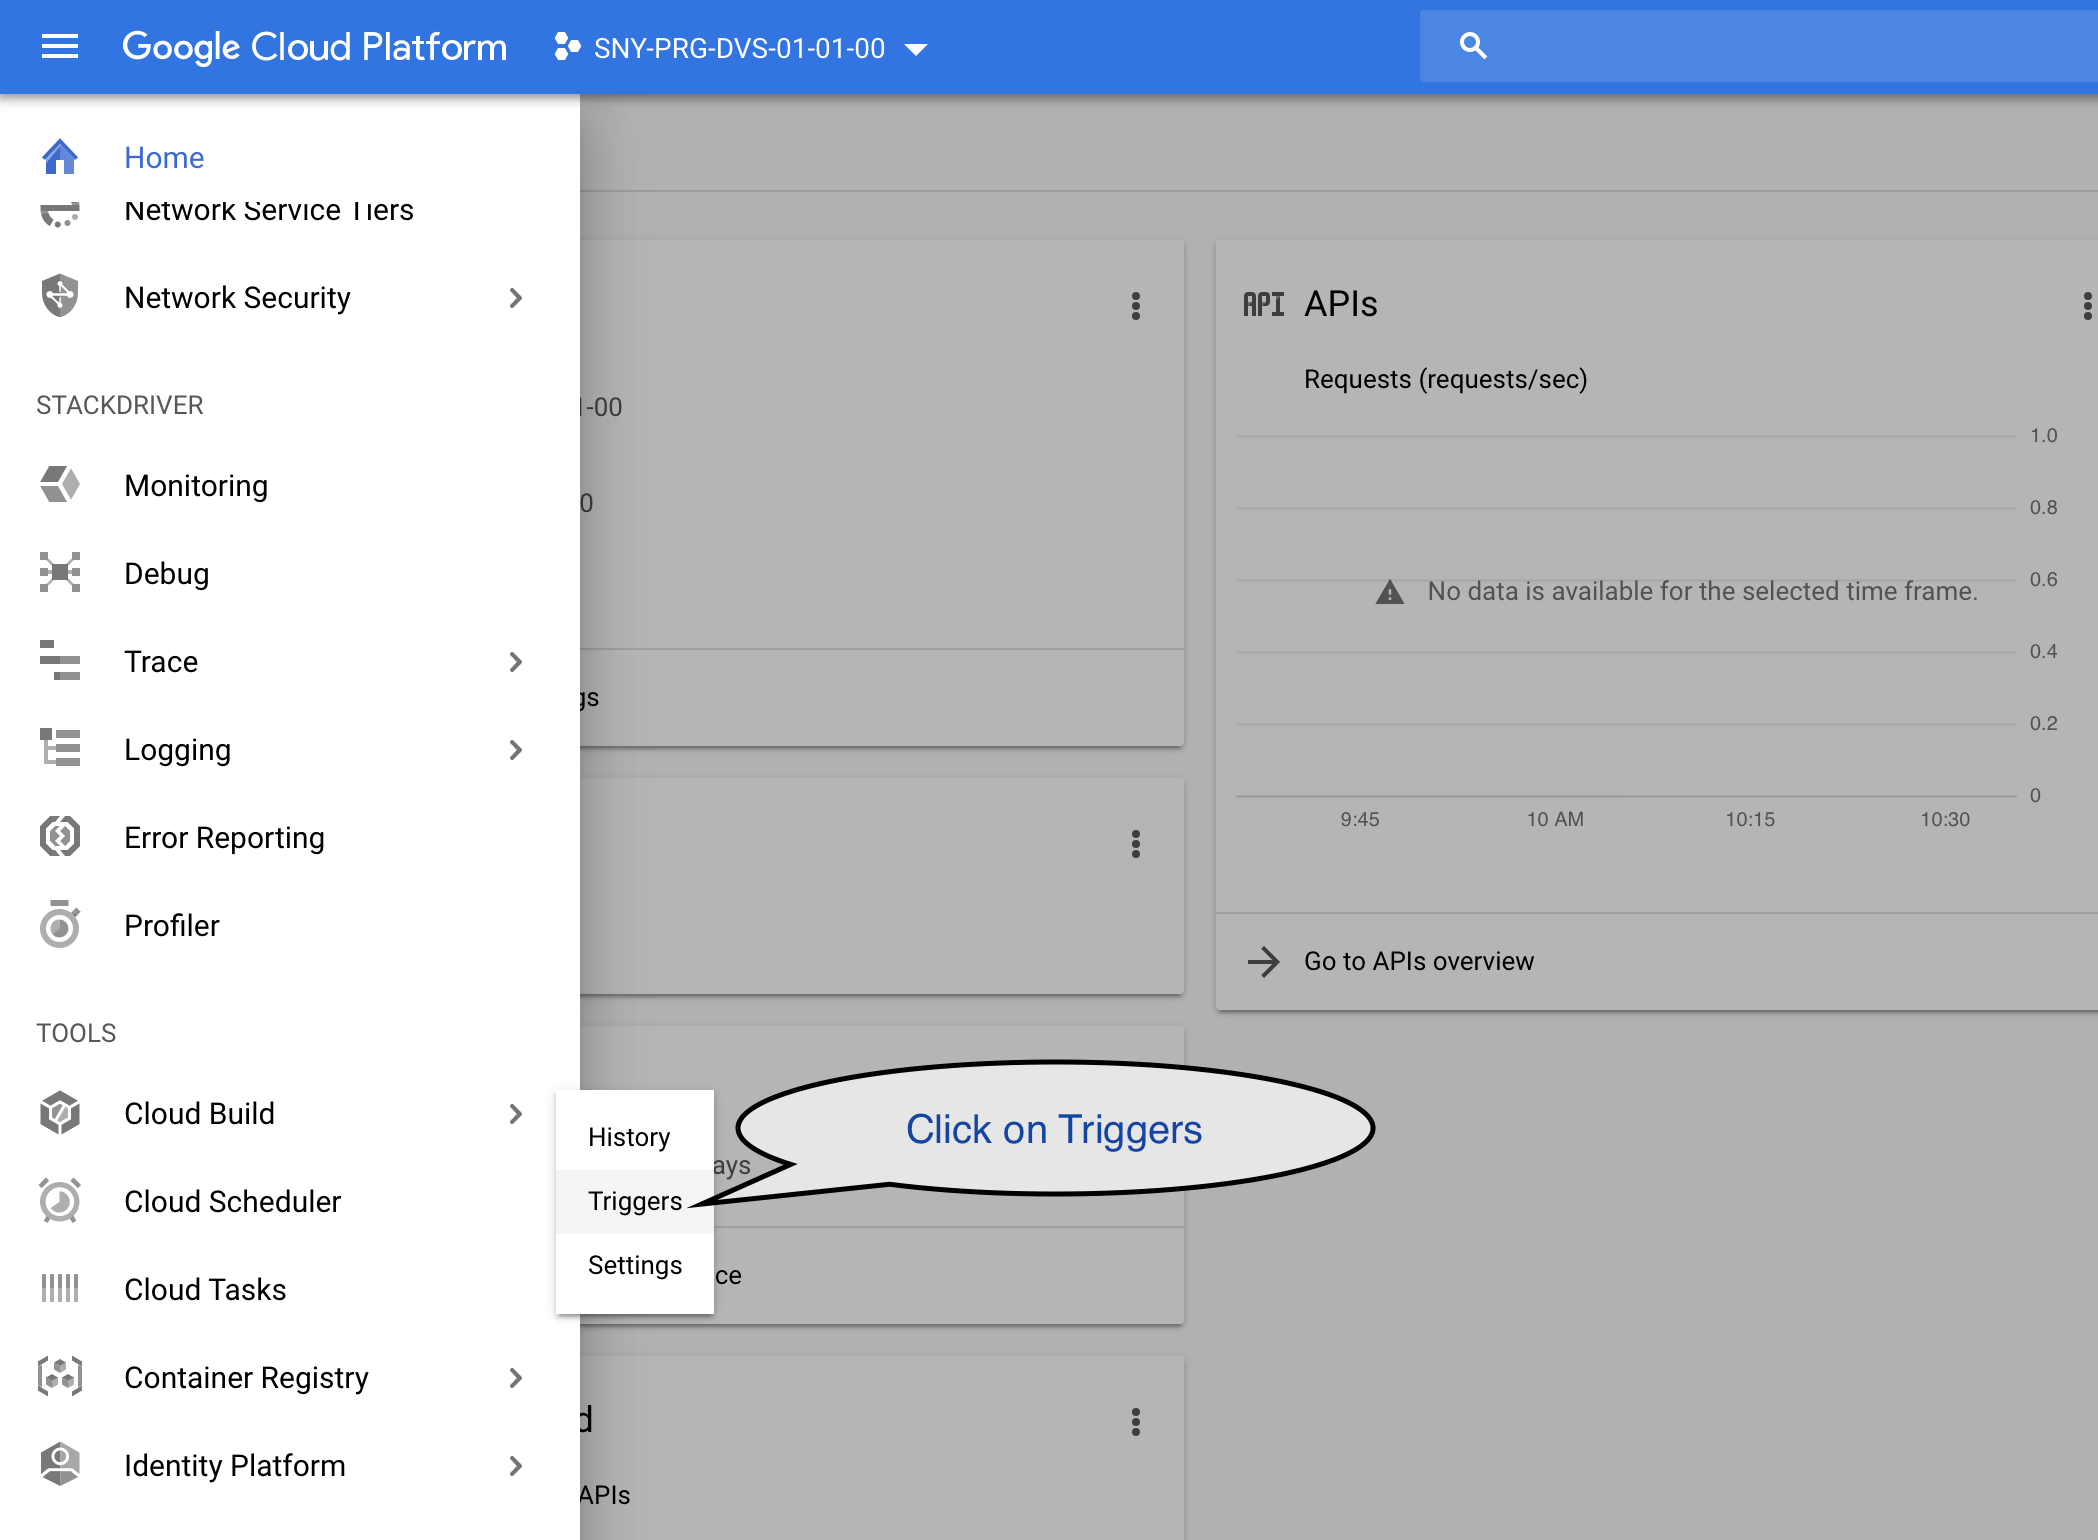 Google Cloud Platform
SNY-PRG-DVS-01-01-00
Home
Network Service Tiers
Network Security
STACKDRIVER
Monitoring
Debug
Trace
Logging
Error Reporting
Profiler
TOOLS
Cloud Build
Cloud Scheduler
Cloud Tasks
Container Registry
Identity Platform
History
Triggers
Settings
Click on Triggers
-00
0
gs
ays
ce
d
APIs
API APIs
Requests (requests/sec)
1.0
0.8
0.6
No data is available for the selected time frame.
0.4
0.2
0
9:45 10 AM 10:15 10:30
Go to APIs overview